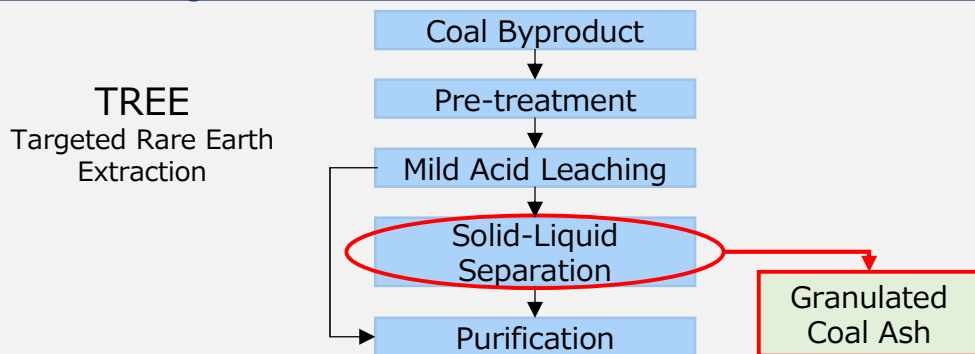 Coal Byproduct
TREE
Targeted Rare Earth
Extraction
Pre-treatment
Mild Acid Leaching
Solid-Liquid
Separation
Granulated
Coal Ash
Purification